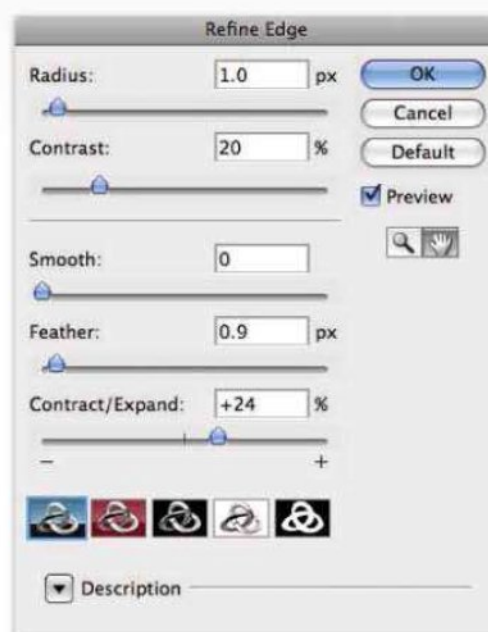 Refine Edge
Radius: 1.0 px
OK
Cancel
Contrast: 20 %
Default
Preview
Smooth: 0
Feather: 0.9 px
Contract/Expand: +24 %
− +
Description